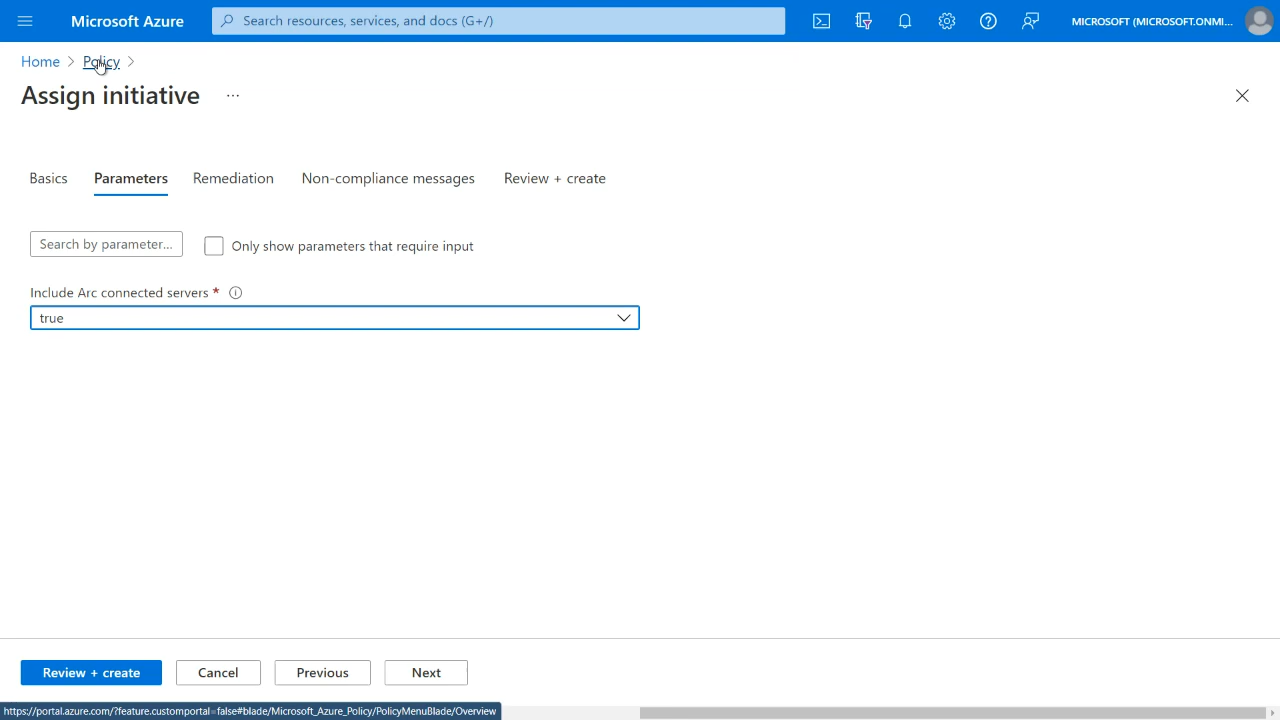 Microsoft Azure
Search resources, services, and docs (G+/)
MICROSOFT (MICROSOFT.ONMI...
Home > Policy >
Assign initiative ...
Basics Parameters Remediation Non-compliance messages Review + create
Search by parameter... Only show parameters that require input
Include Arc connected servers *
true
Review + create Cancel Previous Next
https://portal.azure.com/?feature.customportal=false#blade/Microsoft_Azure_Policy/PolicyMenuBlade/Overview